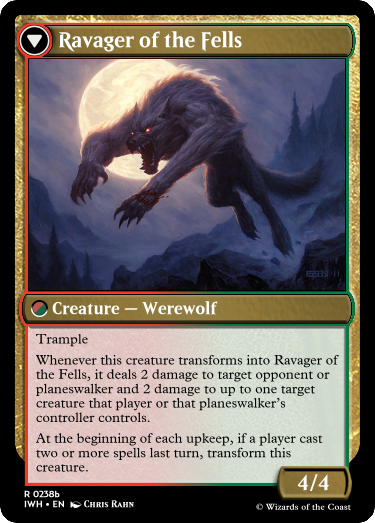 Ravager of the Fells
Creature — Werewolf
Trample
Whenever this creature transforms into Ravager of
the Fells, it deals 2 damage to target opponent or
planeswalker and 2 damage to up to one target
creature that player or that planeswalker's
controller controls.
At the beginning of each upkeep, if a player cast
two or more spells last turn, transform this
creature.
4/4
R 0238b
IWH • EN Chris Rahn
© Wizards of the Coast